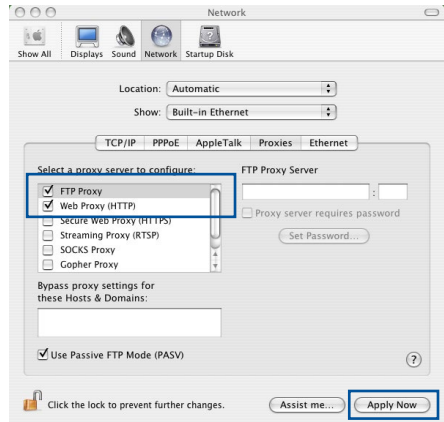 Network
Show All Displays Sound Network Startup Disk
Location: Automatic
Show: Built-in Ethernet
TCP/IP PPPoE AppleTalk Proxies Ethernet
Select a proxy server to configure: FTP Proxy Server
FTP Proxy
Web Proxy (HTTP)
Secure Web Proxy (HTTPS)
Streaming Proxy (RTSP)
SOCKS Proxy
Gopher Proxy
:
Proxy server requires password
Set Password...
Bypass proxy settings for
these Hosts & Domains:
Use Passive FTP Mode (PASV)
?
Click the lock to prevent further changes. Assist me... Apply Now